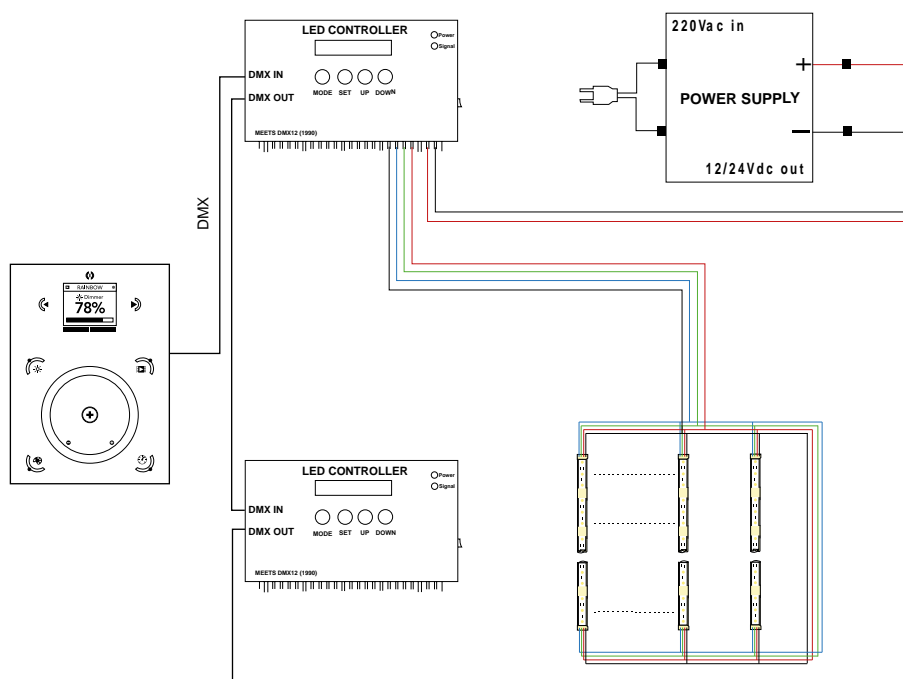 LED CONTROLLER
Power
Signal
DMX IN
DMX OUT
MODE SET UP DOWN
MEETS DMX12 (1990)
220Vac in
+
POWER SUPPLY
—
12/24Vdc out
DMX
RAINBOW
Dimmer
78%
LED CONTROLLER
Power
Signal
DMX IN
DMX OUT
MODE SET UP DOWN
MEETS DMX12 (1990)